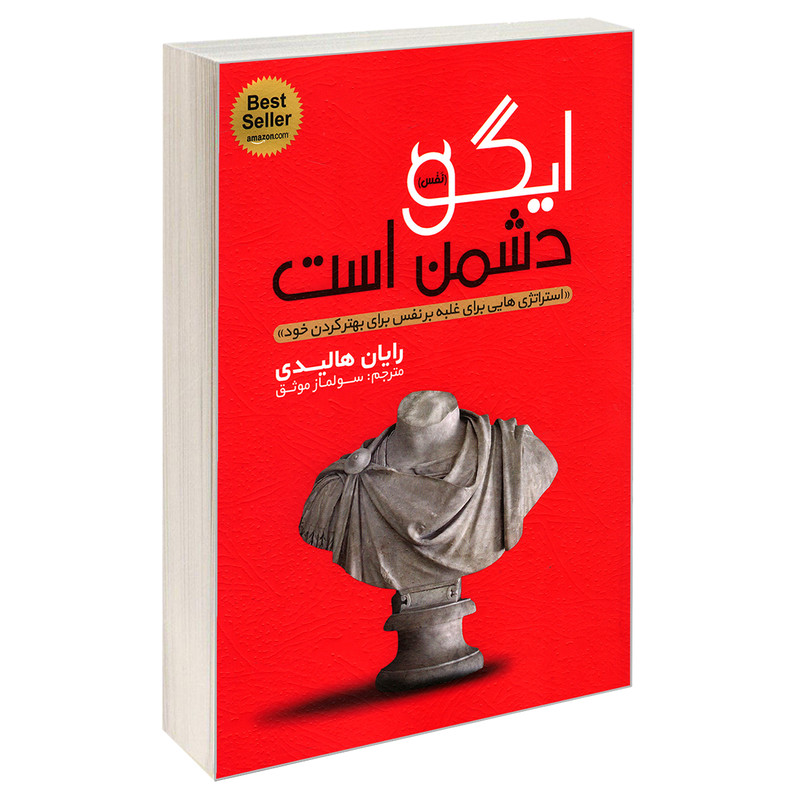 Best
Seller
amazon.com
ایگو
(نفس)
دشمن است
«استراتژی هایی برای غلبه بر نفس برای بهتر کردن خود»
رایان هالیدی
مترجم: سولماز موثق